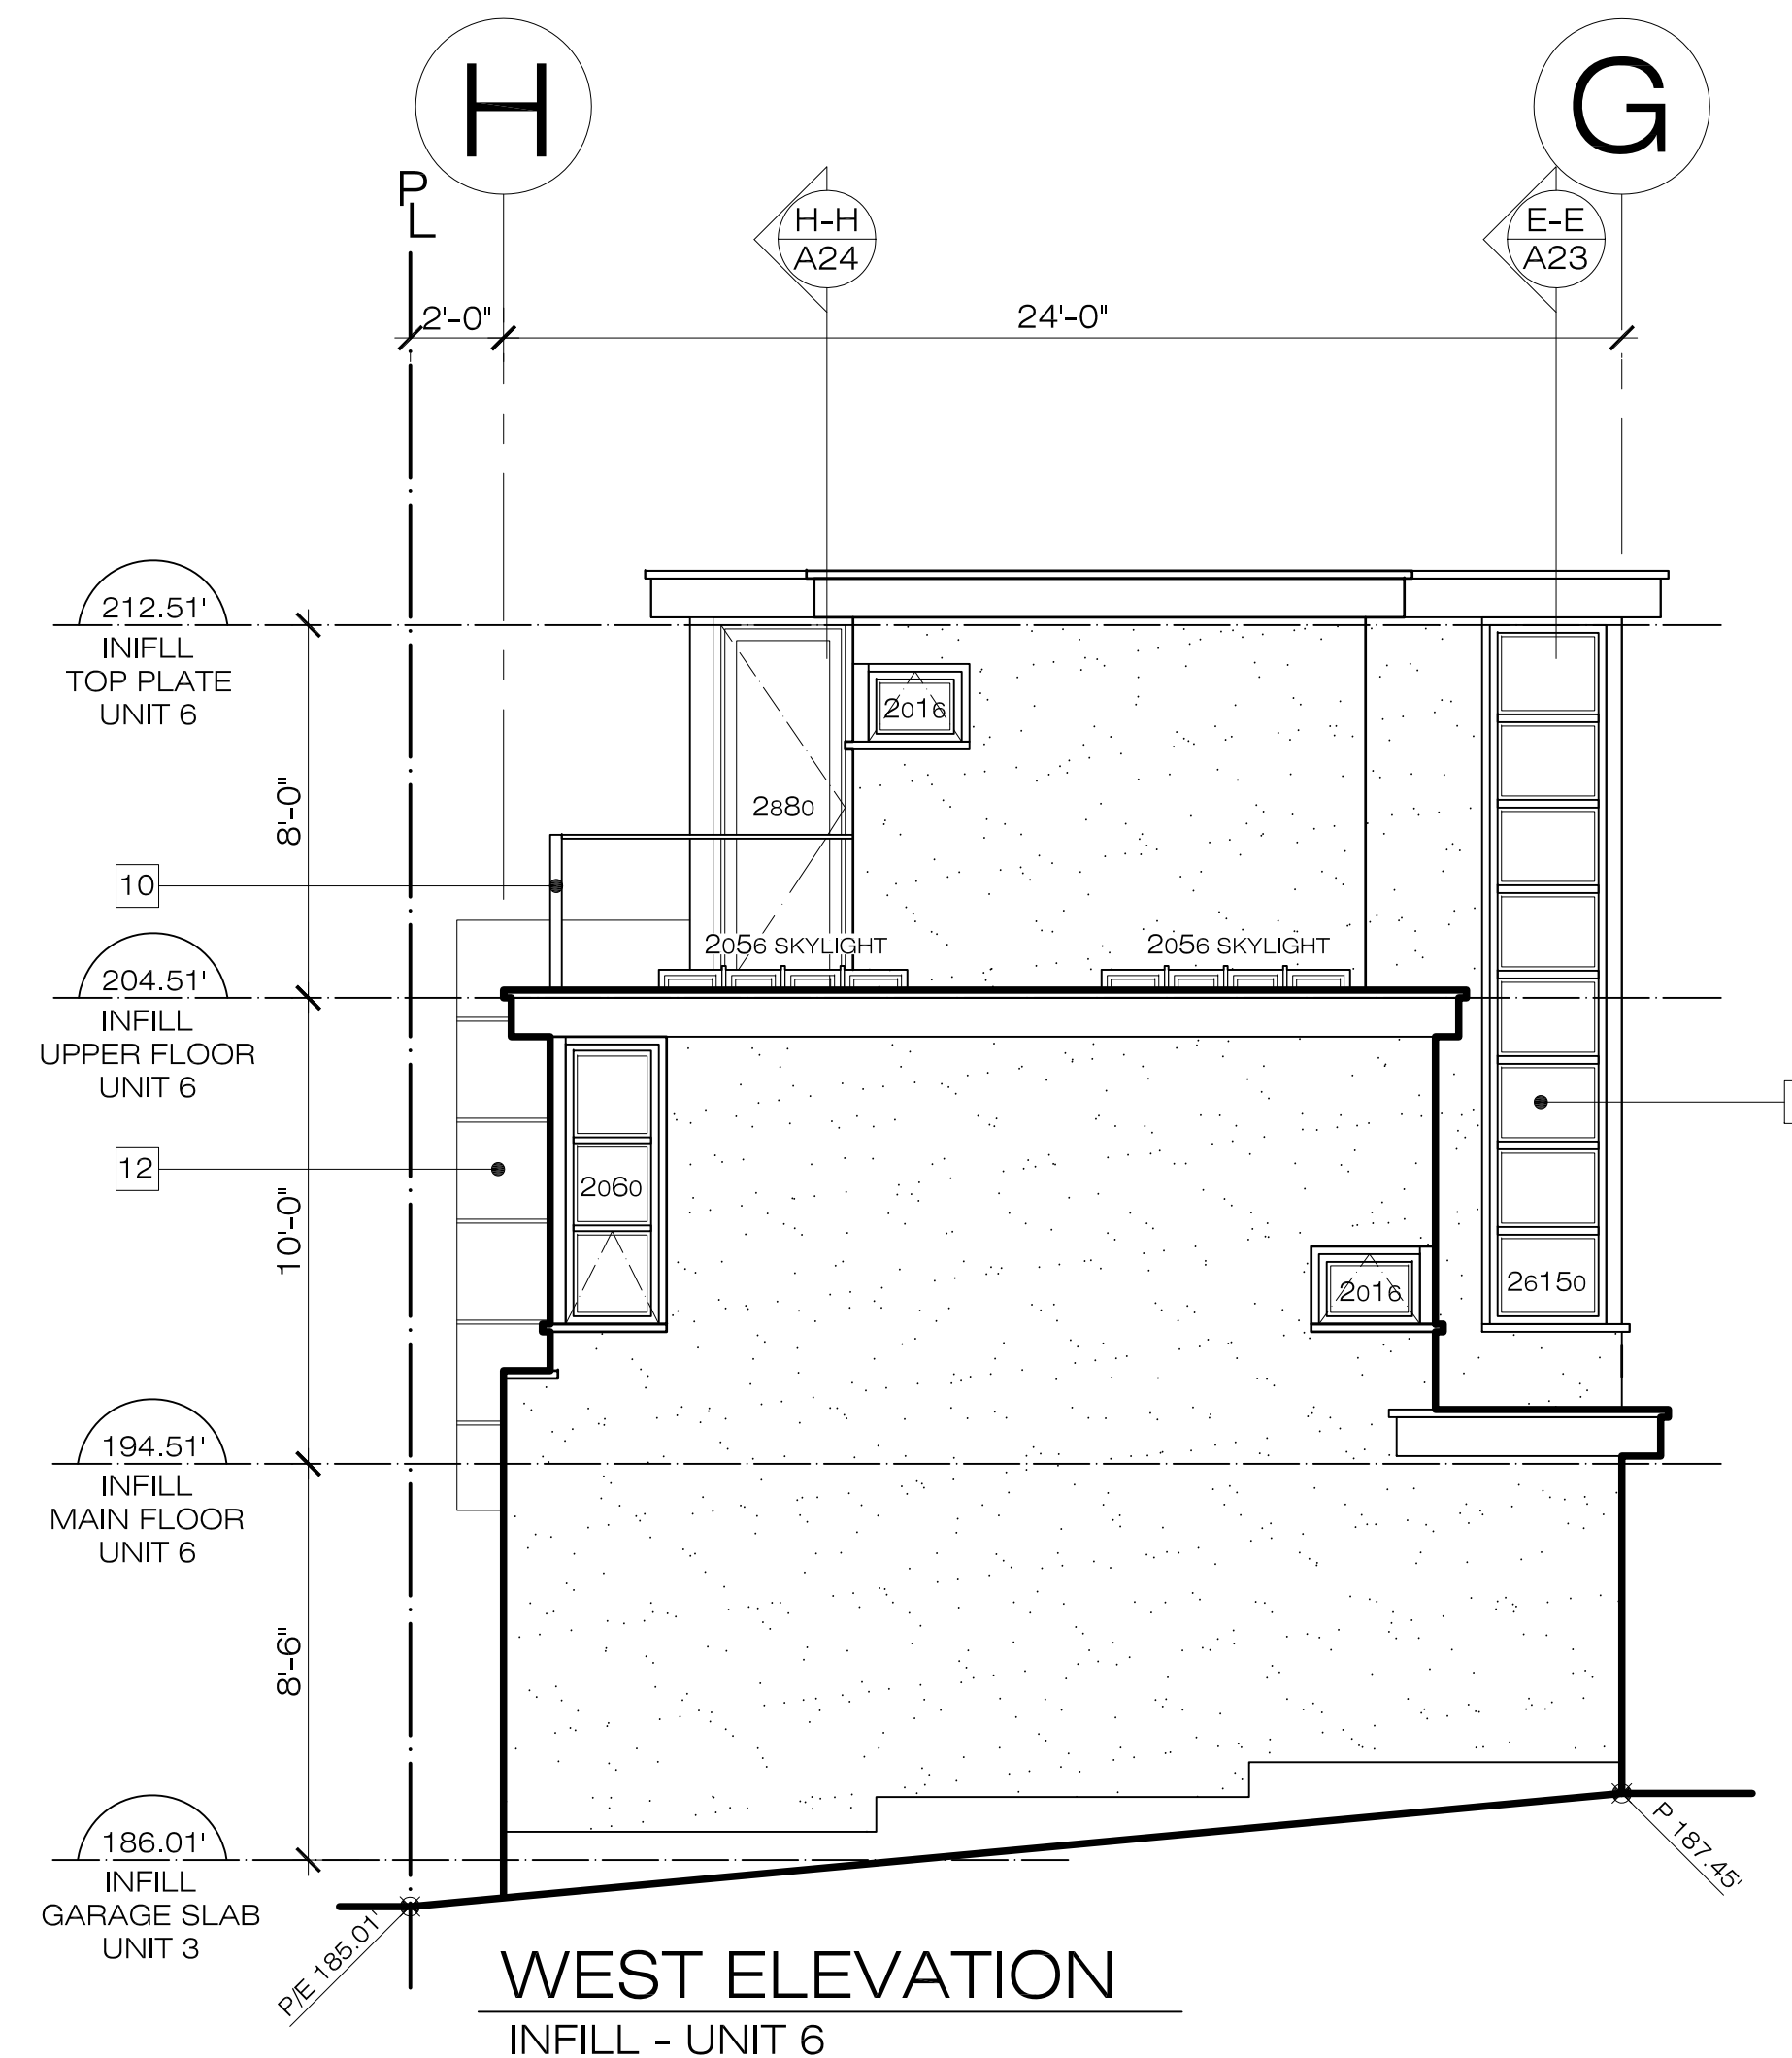 H
G
P
L
H-H
A24
E-E
A23
2'-0"
24'-0"
212.51'
INIFLL
TOP PLATE
UNIT 6
2016
8'-0"
2880
10
2056 SKYLIGHT
2056 SKYLIGHT
204.51'
INFILL
UPPER FLOOR
UNIT 6
12
2060
10'-0"
2016
26150
194.51'
INFILL
MAIN FLOOR
UNIT 6
8'-6"
186.01'
INFILL
GARAGE SLAB
UNIT 3
P 187.45'
P/E 185.01'
WEST ELEVATION
INFILL - UNIT 6